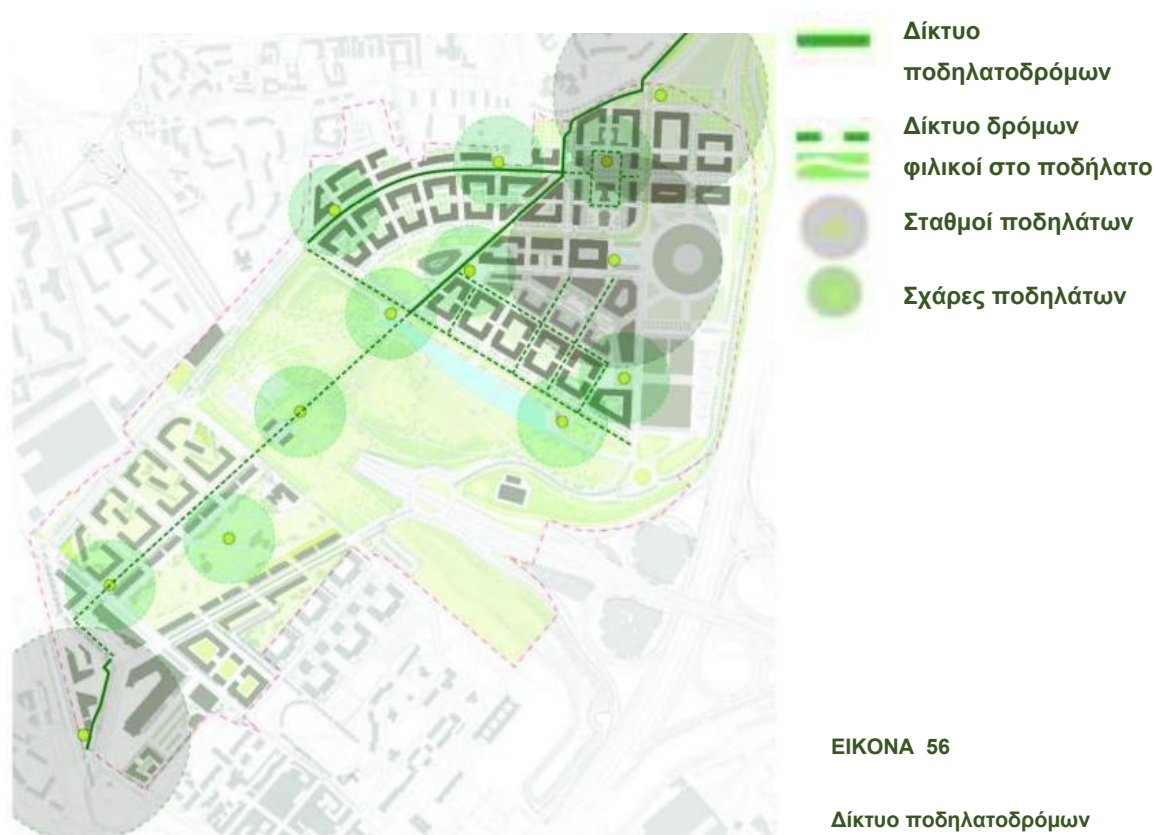 Δίκτυο
ποδηλατοδρόμων
Δίκτυο δρόμων
φιλικοί στο ποδήλατο
Σταθμοί ποδηλάτων
Σχάρες ποδηλάτων
ΕΙΚΟΝΑ 56
Δίκτυο ποδηλατοδρόμων